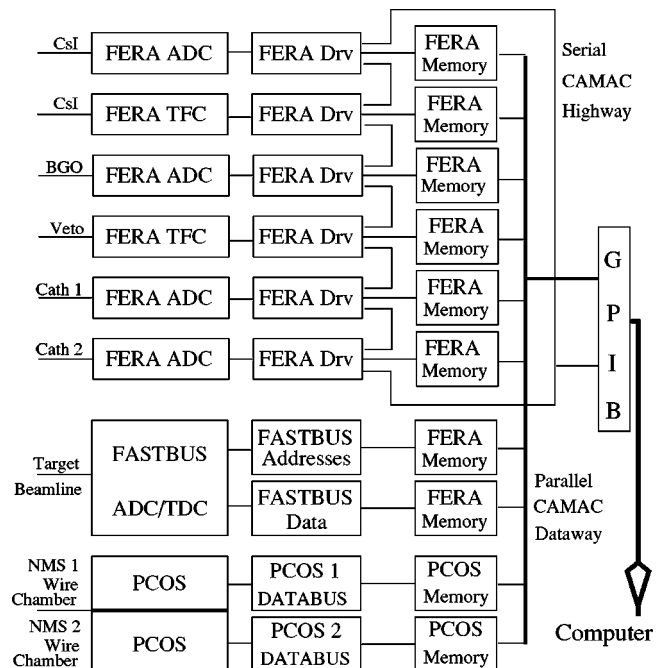 CsI
FERA ADC
FERA Drv
FERA
Memory
Serial
CAMAC
Highway
CsI
FERA TFC
FERA Drv
FERA
Memory
BGO
FERA ADC
FERA Drv
FERA
Memory
Veto
FERA TFC
FERA Drv
FERA
Memory
Cath 1
FERA ADC
FERA Drv
FERA
Memory
Cath 2
FERA ADC
FERA Drv
FERA
Memory
G
P
I
B
Target
Beamline
FASTBUS
ADC/TDC
FASTBUS
Addresses
FERA
Memory
FASTBUS
Data
FERA
Memory
Parallel
CAMAC
Dataway
NMS 1
Wire
Chamber
PCOS
PCOS 1
DATABUS
PCOS
Memory
NMS 2
Wire
Chamber
PCOS
PCOS 2
DATABUS
PCOS
Memory
Computer